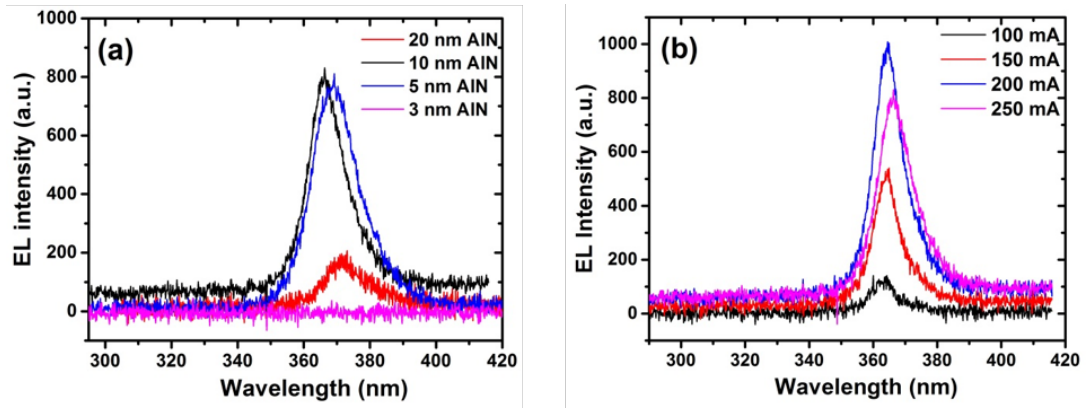 (a)
20 nm AlN
10 nm AlN
5 nm AlN
3 nm AlN
1000
800
600
400
200
0
EL intensity (a.u.)
300 320 340 360 380 400 420
Wavelength (nm)
(b)
100 mA
150 mA
200 mA
250 mA
1000
800
600
400
200
0
EL Intensity (a.u.)
300 320 340 360 380 400 420
Wavelength (nm)